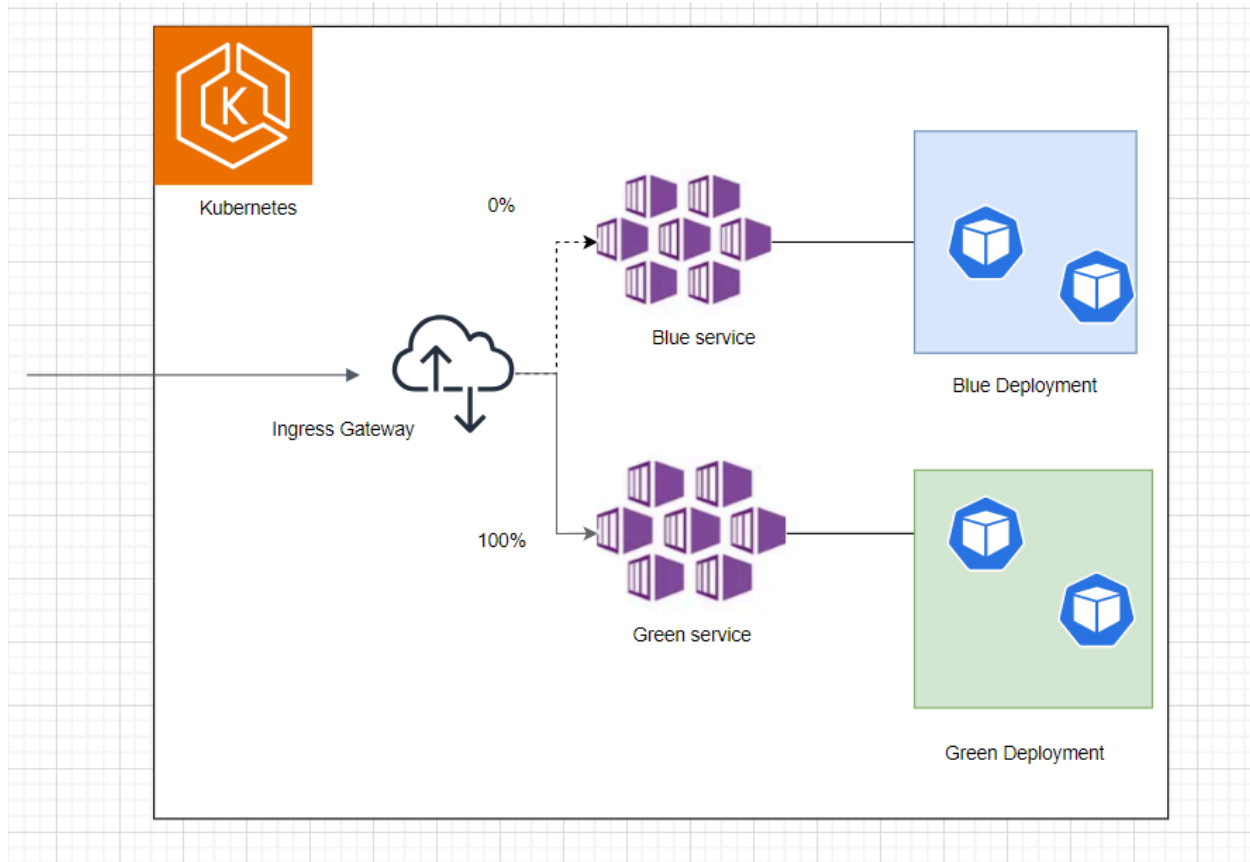 K
Kubernetes
0%
Blue service
Blue Deployment
Ingress Gateway
100%
Green service
Green Deployment